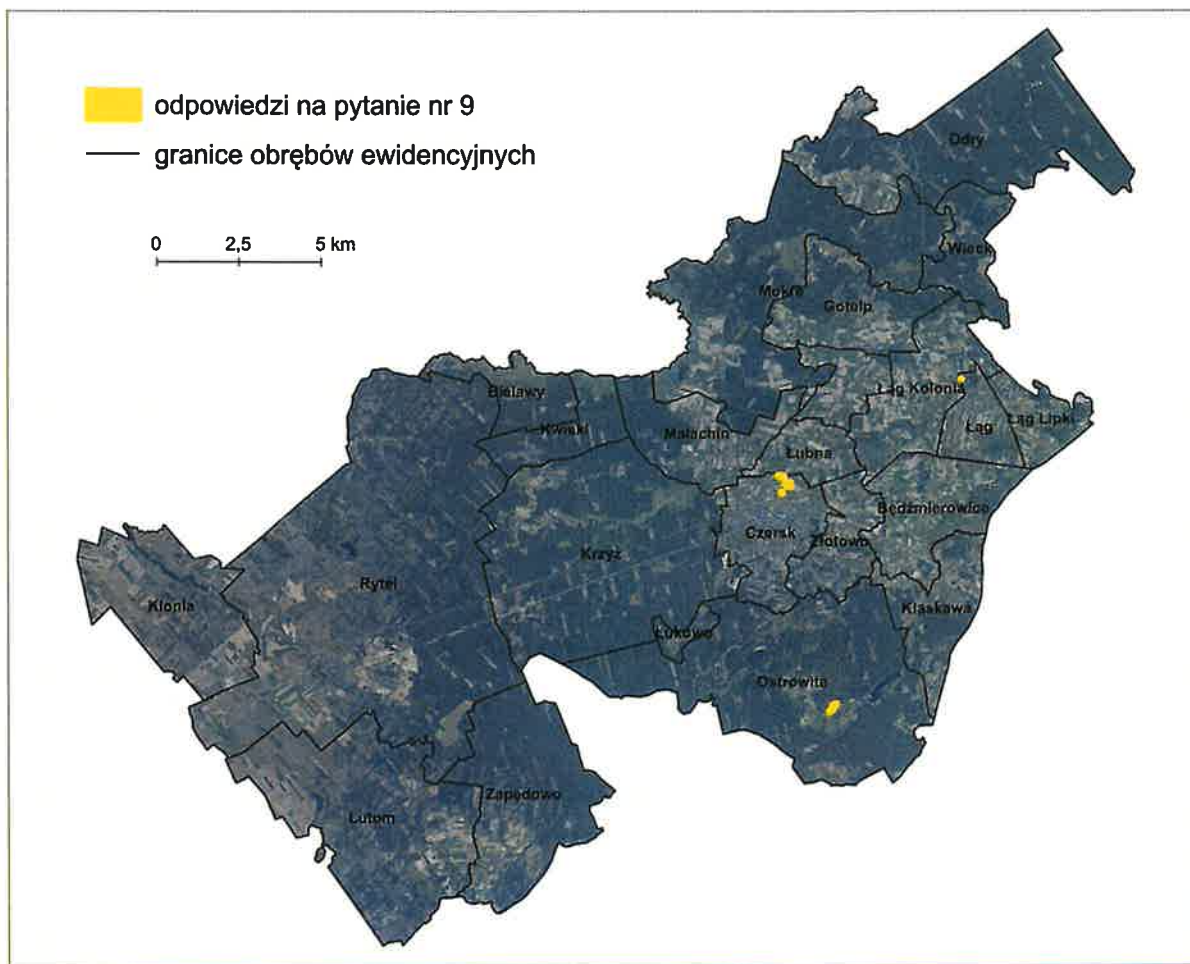 odpowiedzi na pytanie nr 9
granice obrębów ewidencyjnych
0 2,5 5 km
Odry
Wieck
Mokre
Gotelp
Łąg Kolonia
Łąg
Łąg Lipki
Bielawy
Kwieki
Malachin
Łubna
Będźmierowice
Czersk
Złotowo
Krzyż
Rytel
Klonia
Klaskawa
Łukowo
Ostrowite
Zapędowo
Lutom